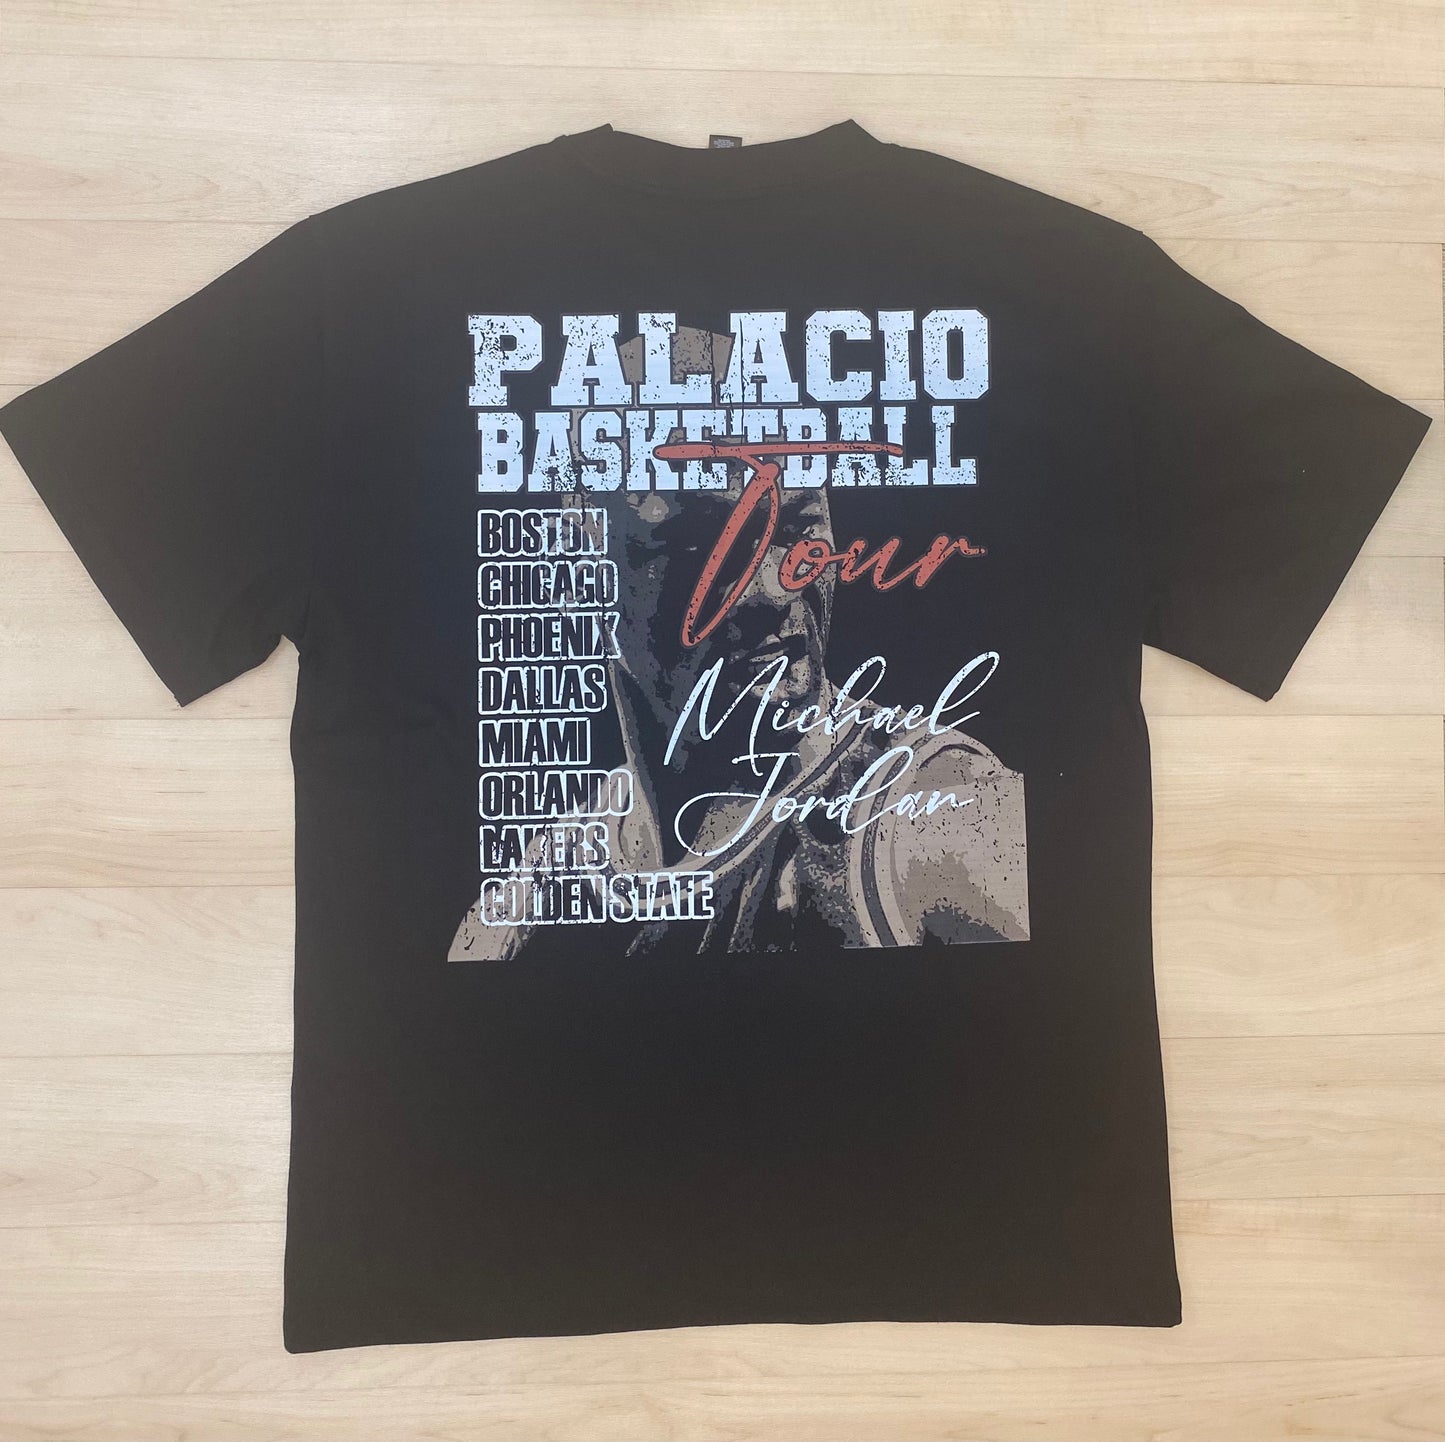 PALACIO
BASKETBALL
Tour
BOSTON
CHICAGO
PHOENIX
DALLAS
MIAMI
ORLANDO
LAKERS
GOLDEN STATE
Michael
Jordan